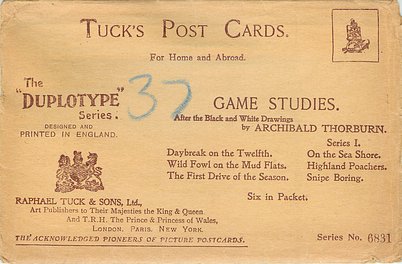 TUCK'S POST CARDS.
For Home and Abroad.
The
"DUPLOTYPE"
Series.
DESIGNED AND
PRINTED IN ENGLAND.
37
GAME STUDIES.
After the Black and White Drawings
by ARCHIBALD THORBURN.
Series I.
Daybreak on the Twelfth. On the Sea Shore.
Wild Fowl on the Mud Flats. Highland Poachers.
The First Drive of the Season. Snipe Boring.
Six in Packet.
RAPHAEL TUCK & SONS, Ltd.,
Art Publishers to Their Majesties the King & Queen
And T.R.H. The Prince & Princess of Wales,
LONDON. PARIS. NEW YORK.
THE ACKNOWLEDGED PIONEERS OF PICTURE POSTCARDS.
Series No. 6831